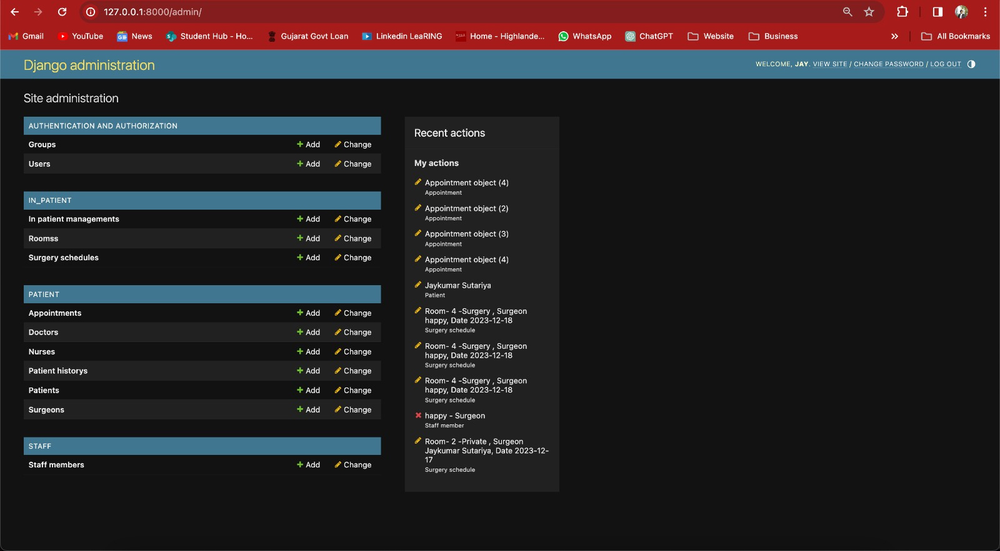 127.0.0.1:8000/admin/
Gmail
YouTube
News
Student Hub - Ho...
Gujarat Govt Loan
Linkedin LeaRING
Home - Highlande...
WhatsApp
ChatGPT
Website
Business
All Bookmarks
Django administration
WELCOME, JAY. VIEW SITE / CHANGE PASSWORD / LOG OUT
Site administration
AUTHENTICATION AND AUTHORIZATION
Groups Add Change
Users Add Change
IN_PATIENT
In patient managements Add Change
Roomss Add Change
Surgery schedules Add Change
PATIENT
Appointments Add Change
Doctors Add Change
Nurses Add Change
Patient historys Add Change
Patients Add Change
Surgeons Add Change
STAFF
Staff members Add Change
Recent actions
My actions
Appointment object (4)
Appointment
Appointment object (2)
Appointment
Appointment object (3)
Appointment
Appointment object (4)
Appointment
Jaykumar Sutariya
Patient
Room- 4 -Surgery , Surgeon
happy, Date 2023-12-18
Surgery schedule
Room- 4 -Surgery , Surgeon
happy, Date 2023-12-18
Surgery schedule
Room- 4 -Surgery , Surgeon
happy, Date 2023-12-18
Surgery schedule
happy - Surgeon
Staff member
Room- 2 -Private , Surgeon
Jaykumar Sutariya, Date 2023-12-
17
Surgery schedule